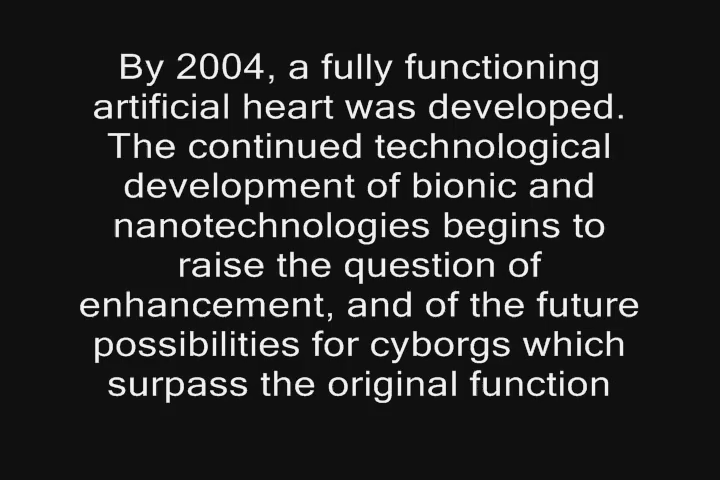 By 2004, a fully functioning
artificial heart was developed.
The continued technological
development of bionic and
nanotechnologies begins to
raise the question of
enhancement, and of the future
possibilities for cyborgs which
surpass the original function